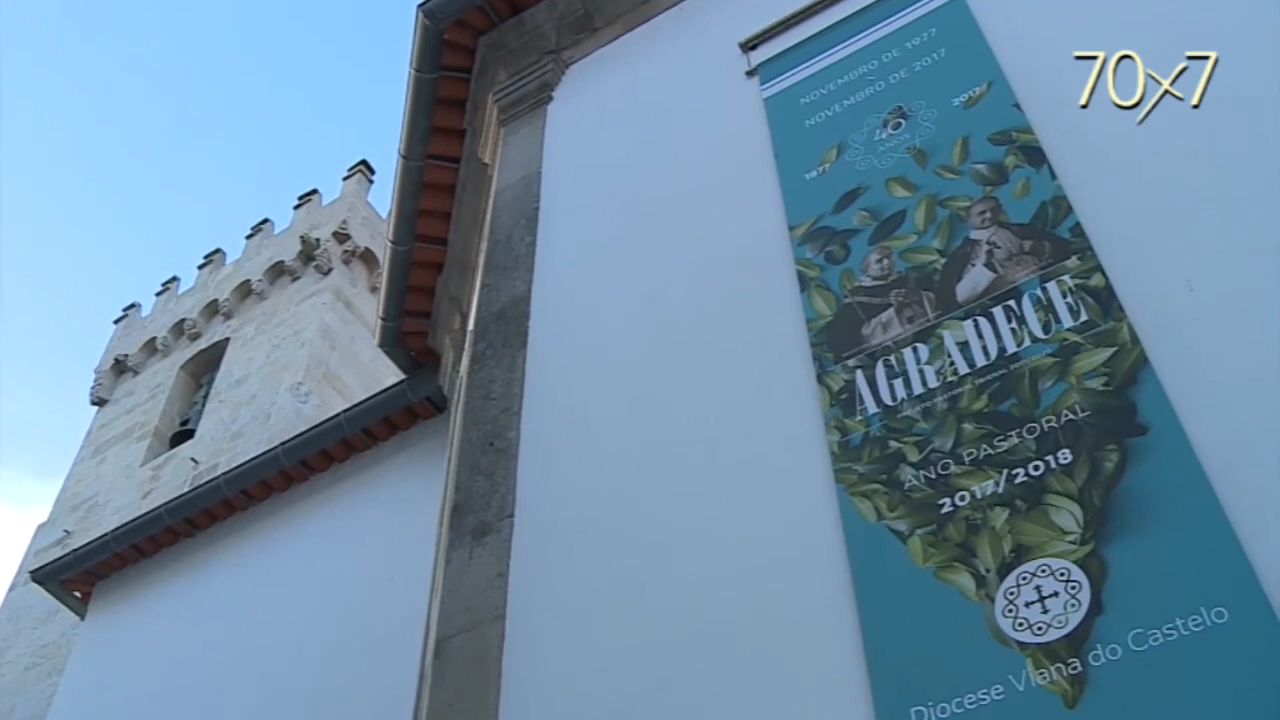 70x7
NOVEMBRO DE 1977
NOVEMBRO DE 2017
2017
40
ANOS
1977
AGRADECE
ANO PASTORAL
2017/2018
Diocese Viana do Castelo